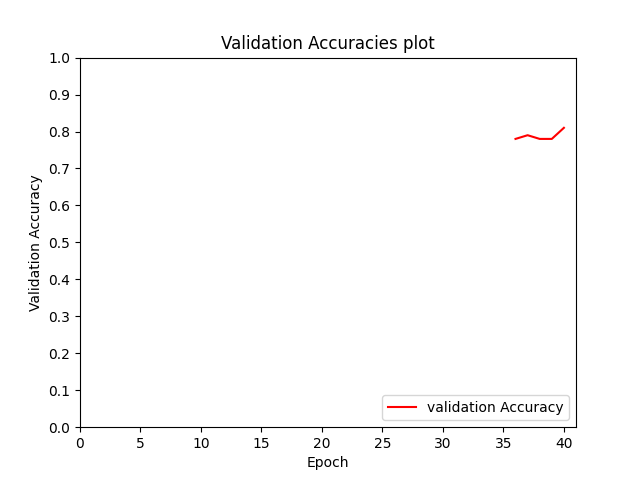 Validation Accuracies plot
1.0
0.9
0.8
0.7
0.6
0.5
0.4
0.3
0.2
0.1
0.0
Validation Accuracy
validation Accuracy
0 5 10 15 20 25 30 35 40
Epoch